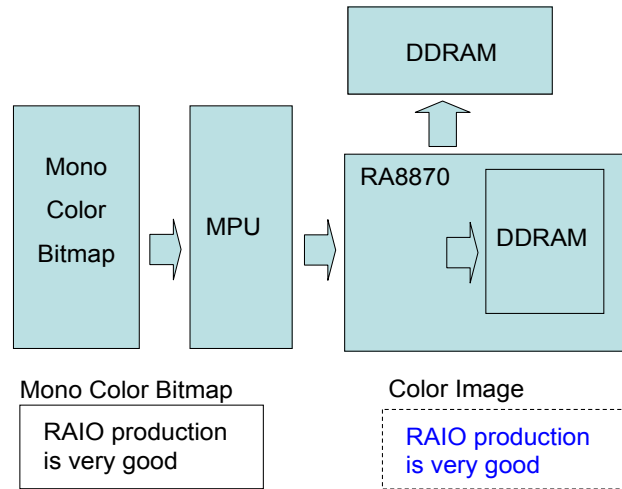 DDRAM
Mono
Color
Bitmap
MPU
RA8870
DDRAM
Mono Color Bitmap
RAIO production
is very good
Color Image
RAIO production
is very good